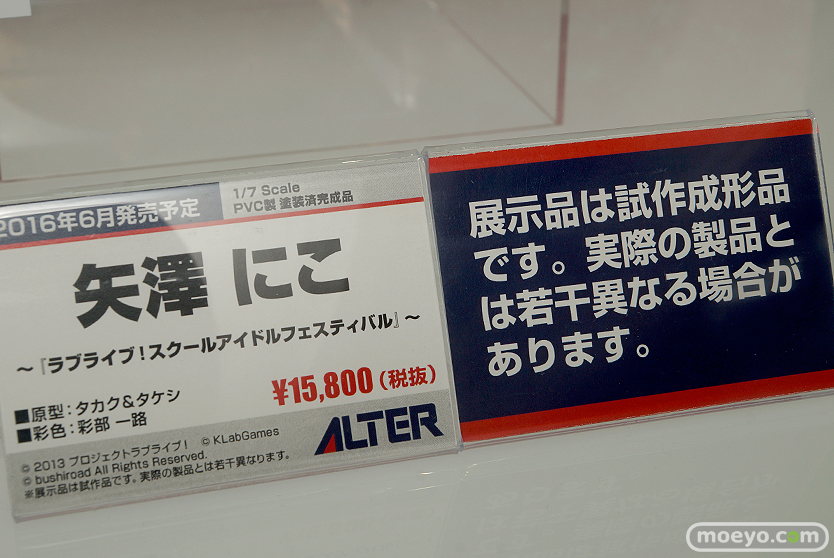 2016年6月発売予定
1/7 Scale
PVC製 塗装済完成品
矢澤 にこ
～『ラブライブ！スクールアイドルフェスティバル』～
¥15,800（税抜）
■原型：タカク＆タケシ
■彩色：彩部 一路
ALTER
© 2013 プロジェクトラブライブ！ © KLabGames
© bushiroad All Rights Reserved.
※展示品は試作品です。実際の製品とは若干異なります。
展示品は試作成形品
です。実際の製品と
は若干異なる場合が
あります。
moeyo.com